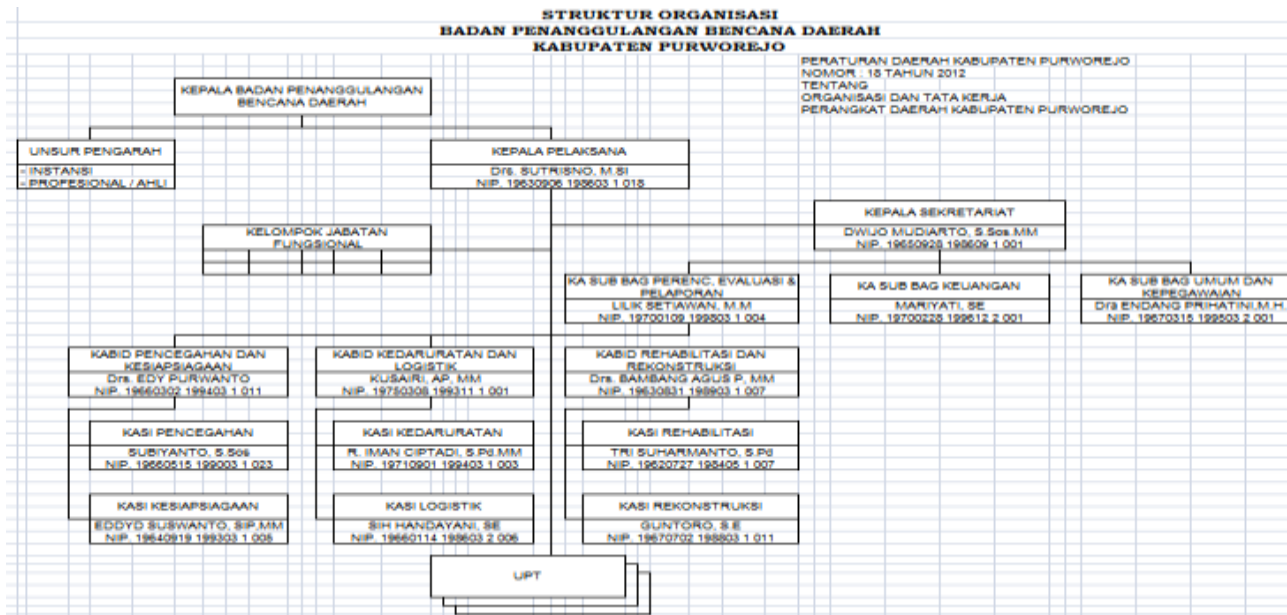 STRUKTUR ORGANISASI
BADAN PENANGGULANGAN BENCANA DAERAH
KABUPATEN PURWOREJO
PERATURAN DAERAH KABUPATEN PURWOREJO
NOMOR : 18 TAHUN 2012
TENTANG
ORGANISASI DAN TATA KERJA
PERANGKAT DAERAH KABUPATEN PURWOREJO
KEPALA BADAN PENANGGULANGAN
BENCANA DAERAH
UNSUR PENGARAH
- INSTANSI
- PROFESIONAL / AHLI
KEPALA PELAKSANA
Drs. SUTRISNO, M.SI
NIP. 19630906 198603 1 018
KEPALA SEKRETARIAT
DWIJO MUDIARTO, S.Sos.MM
NIP. 19650928 198609 1 001
KELOMPOK JABATAN
FUNGSIONAL
KA SUB BAG PERENC, EVALUASI &
PELAPORAN
LILIK SETIAWAN, M.M
NIP. 19700109 199803 1 004
KA SUB BAG KEUANGAN
MARIYATI, SE
NIP. 19700228 199612 2 001
KA SUB BAG UMUM DAN
KEPEGAWAIAN
Dra ENDANG PRIHATINI,M.H.
NIP. 19670315 199503 2 001
KABID PENCEGAHAN DAN
KESIAPSIAGAAN
Drs. EDY PURWANTO
NIP. 19660302 199403 1 011
KABID KEDARURATAN DAN
LOGISTIK
KUSAIRI, AP, MM
NIP. 19750308 199311 1 001
KABID REHABILITASI DAN
REKONSTRUKSI
Drs. BAMBANG AGUS P, MM
NIP. 19630831 198903 1 007
KASI PENCEGAHAN
SUBIYANTO, S.Sos
NIP. 19660515 199003 1 023
KASI KEDARURATAN
R. IMAN CIPTADI, S.Pd.MM
NIP. 19710901 199403 1 003
KASI REHABILITASI
TRI SUHARMANTO, S.Pd
NIP. 19620727 198405 1 007
KASI KESIAPSIAGAAN
EDDYD SUSWANTO, SIP,MM
NIP. 19640919 199303 1 008
KASI LOGISTIK
SIH HANDAYANI, SE
NIP. 19660114 198603 2 006
KASI REKONSTRUKSI
GUNTORO, S.E
NIP. 19670702 198803 1 011
UPT